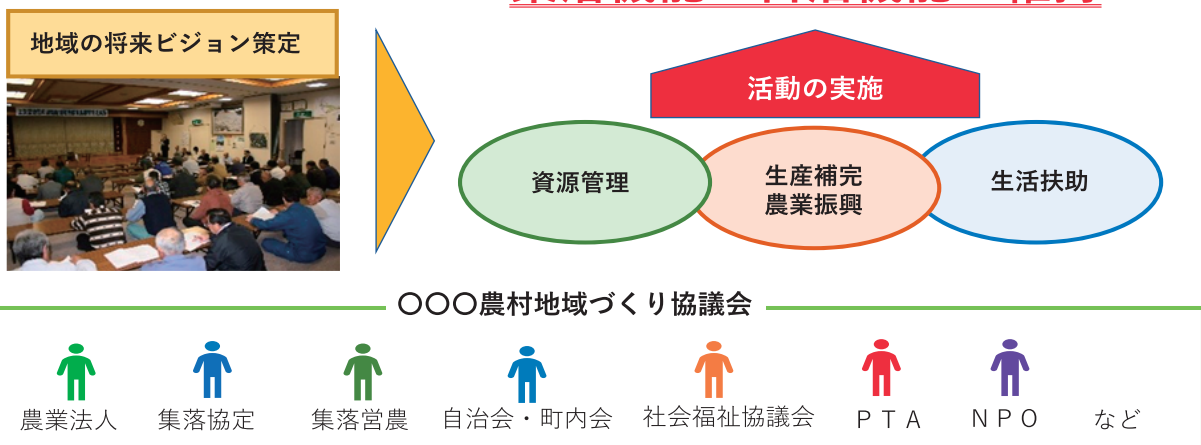 地域の将来ビジョン策定
活動の実施
資源管理
生産補完
農業振興
生活扶助
〇〇〇農村地域づくり協議会
農業法人
集落協定
集落営農
自治会・町内会
社会福祉協議会
ＰＴＡ
ＮＰＯ
など